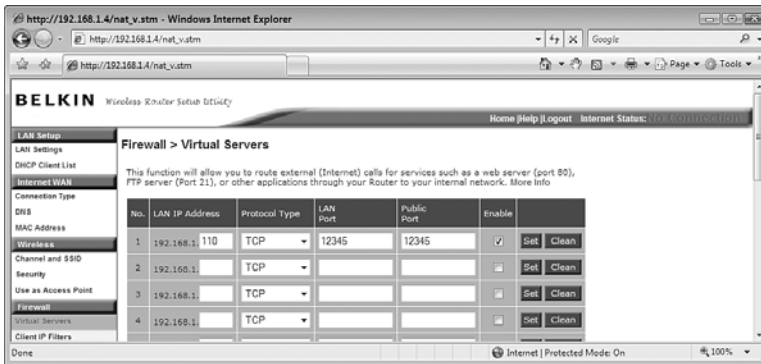 http://192.168.1.4/nat_v.stm - Windows Internet Explorer
http://192.168.1.4/nat_v.stm
Google
http://192.168.1.4/nat_v.stm
Page
Tools
BELKIN Wireless Router Setup Utility
Home |Help |Logout Internet Status: No Connection
LAN Setup
LAN Settings
DHCP Client List
Internet WAN
Connection Type
DNS
MAC Address
Wireless
Channel and SSID
Security
Use as Access Point
Firewall
Virtual Servers
Client IP Filters
Firewall > Virtual Servers
This function will allow you to route external (Internet) calls for services such as a web server (port 80),
FTP server (Port 21), or other applications through your Router to your internal network. More Info
No. LAN IP Address Protocol Type LAN Port Public Port Enable
1 192.168.1. 110 TCP 12345 12345 Set Clean
2 192.168.1. TCP Set Clean
3 192.168.1. TCP Set Clean
4 192.168.1. TCP Set Clean
Done
Internet | Protected Mode: On
100%